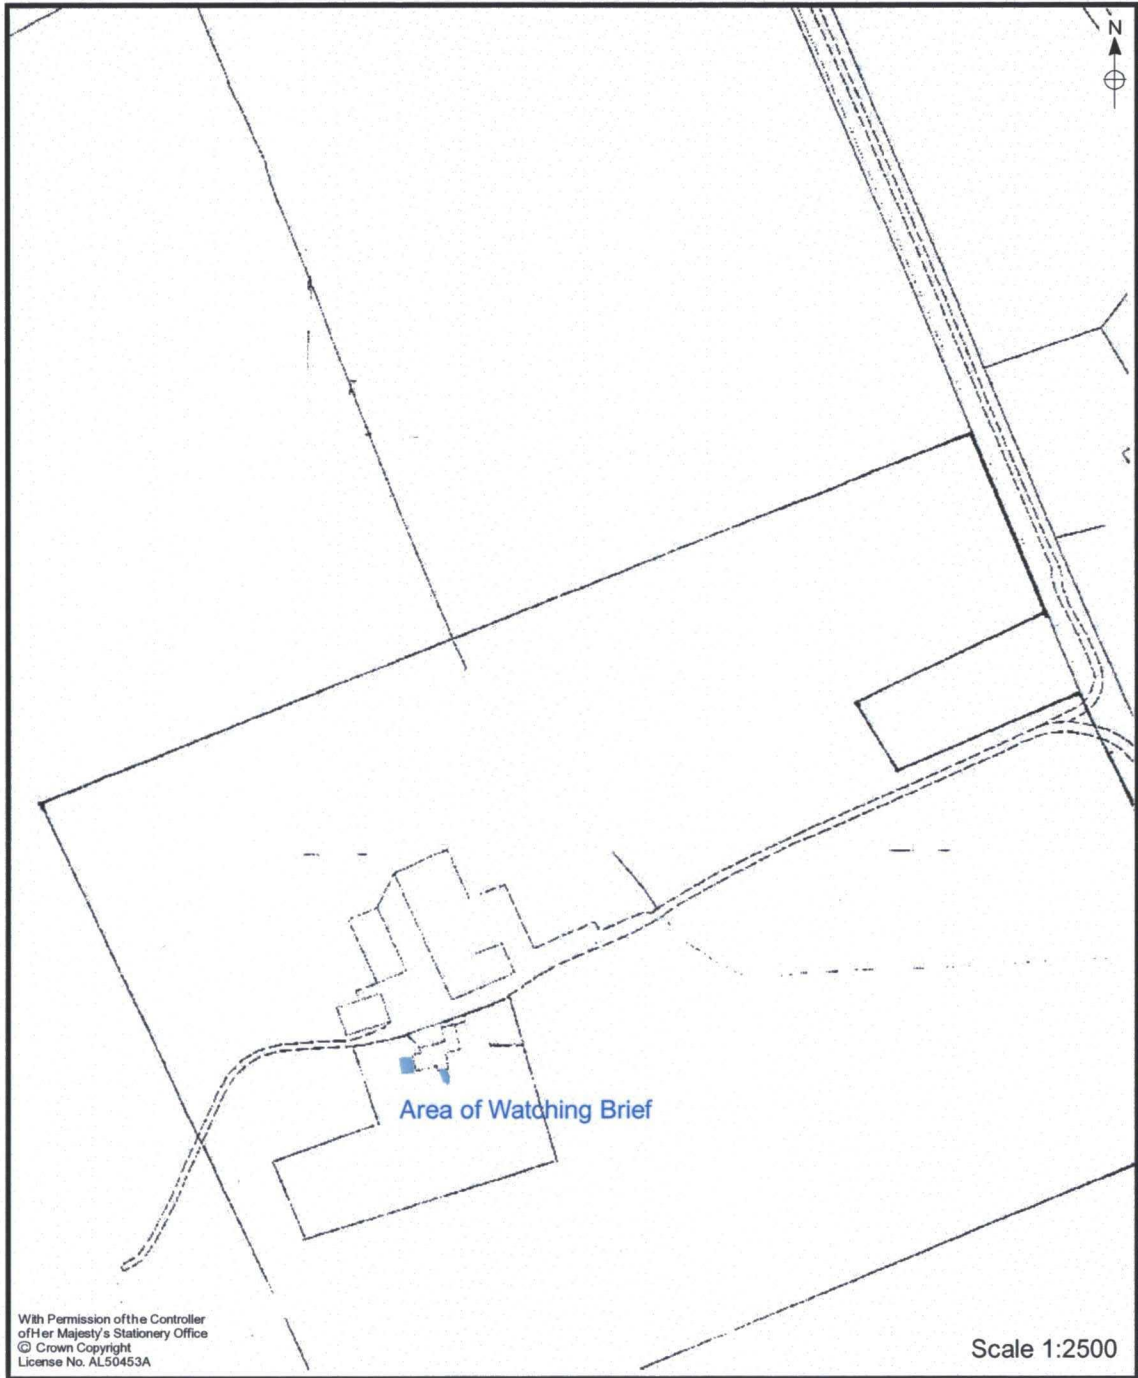 N
Area of Watching Brief
With Permission of the Controller
of Her Majesty's Stationery Office
© Crown Copyright
License No. AL50453A
Scale 1:2500